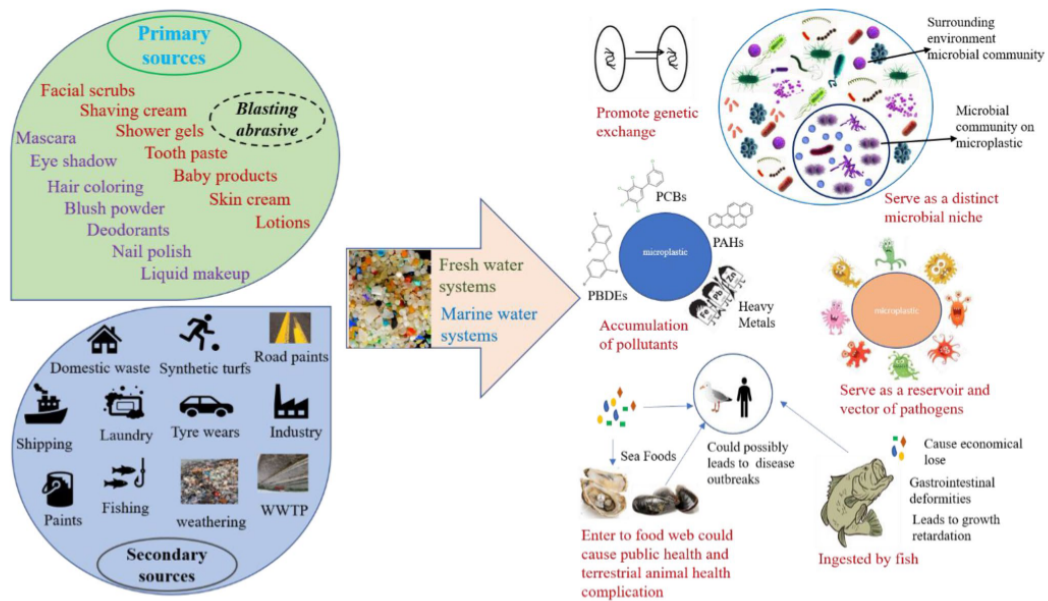 Primary
sources
Facial scrubs
Shaving cream
Shower gels
Tooth paste
Baby products
Skin cream
Lotions
Blasting
abrasive
Mascara
Eye shadow
Hair coloring
Blush powder
Deodorants
Nail polish
Liquid makeup
Domestic waste
Synthetic turfs
Road paints
Shipping
Laundry
Tyre wears
Industry
Paints
Fishing
weathering
WWTP
Secondary
sources
Fresh water
systems
Marine water
systems
Promote genetic
exchange
Surrounding
environment
microbial community
Microbial
community on
microplastic
Serve as a distinct
microbial niche
PCBs
PAHs
PBDEs
microplastic
Fe
Pb
Zn
Heavy
Metals
Accumulation
of pollutants
microplastic
Serve as a reservoir and
vector of pathogens
Sea Foods
Could possibly
leads to disease
outbreaks
Enter to food web could
cause public health and
terrestrial animal health
complication
Cause economical
lose
Gastrointestinal
deformities
Leads to growth
retardation
Ingested by fish